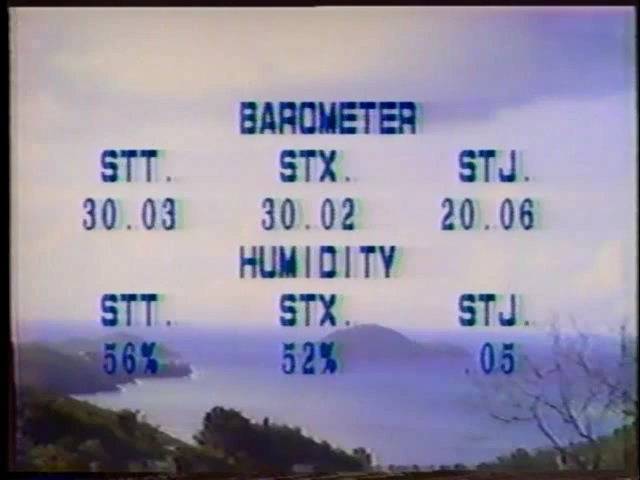 BAROMETER
STT. STX. STJ.
30.03 30.02 20.06
HUMIDITY
STT. STX. STJ.
56% 52% .05